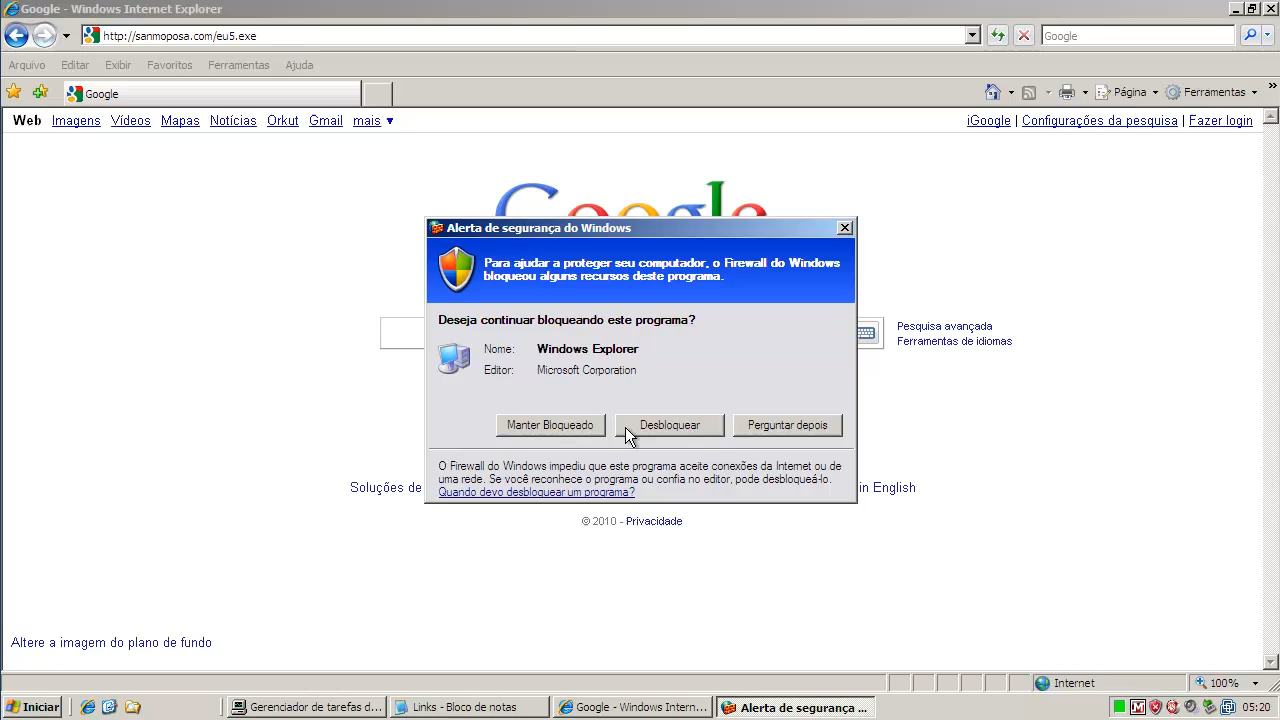 Google - Windows Internet Explorer
http://sanmoposa.com/eu5.exe
Google
Arquivo Editar Exibir Favoritos Ferramentas Ajuda
Google
Página Ferramentas
Web Imagens Vídeos Mapas Notícias Orkut Gmail mais ▼
iGoogle | Configurações da pesquisa | Fazer login
Google
Alerta de segurança do Windows
Para ajudar a proteger seu computador, o Firewall do Windows
bloqueou alguns recursos deste programa.
Deseja continuar bloqueando este programa?
Nome: Windows Explorer
Editor: Microsoft Corporation
Manter Bloqueado Desbloquear Perguntar depois
O Firewall do Windows impediu que este programa aceite conexões da Internet ou de
uma rede. Se você reconhece o programa ou confia no editor, pode desbloqueá-lo.
Quando devo desbloquear um programa?
Pesquisa avançada
Ferramentas de idiomas
Soluções de
in English
© 2010 - Privacidade
Altere a imagem do plano de fundo
Internet
100%
Iniciar
Gerenciador de tarefas d...
Links - Bloco de notas
Google - Windows Intern...
Alerta de segurança ...
05:20